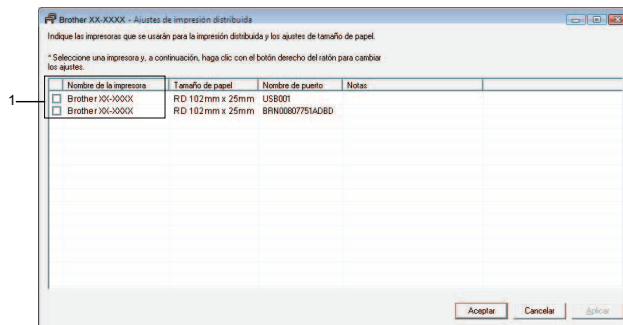 Brother XX-XXXX - Ajustes de impresión distribuida
Indique las impresoras que se usarán para la impresión distribuida y los ajustes de tamaño de papel.
* Seleccione una impresora y, a continuación, haga clic con el botón derecho del ratón para cambiar
los ajustes.
Nombre de la impresora Tamaño de papel Nombre de puerto Notas
1 Brother XX-XXXX RD 102mm x 25mm USB001
Brother XX-XXXX RD 102mm x 25mm BRN00807751ADBD
Aceptar Cancelar Aplicar